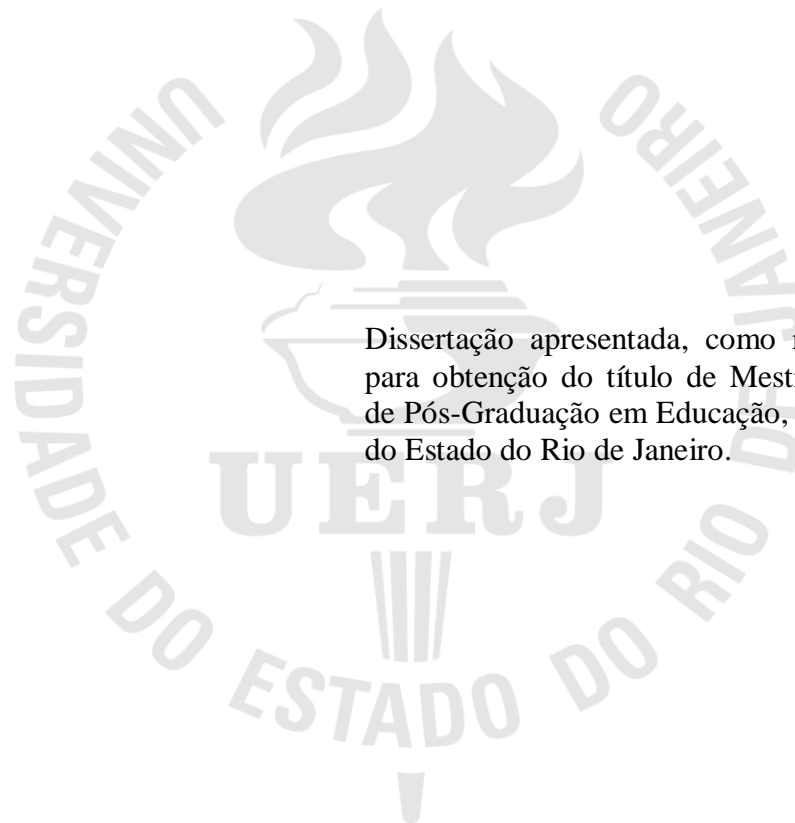 UNIVERSIDADE DO ESTADO DO RIO DE JANEIRO
Dissertação apresentada, como
para obtenção do título de
de Pós-Graduação em Educação,
do Estado do Rio de Janeiro.
UERJ